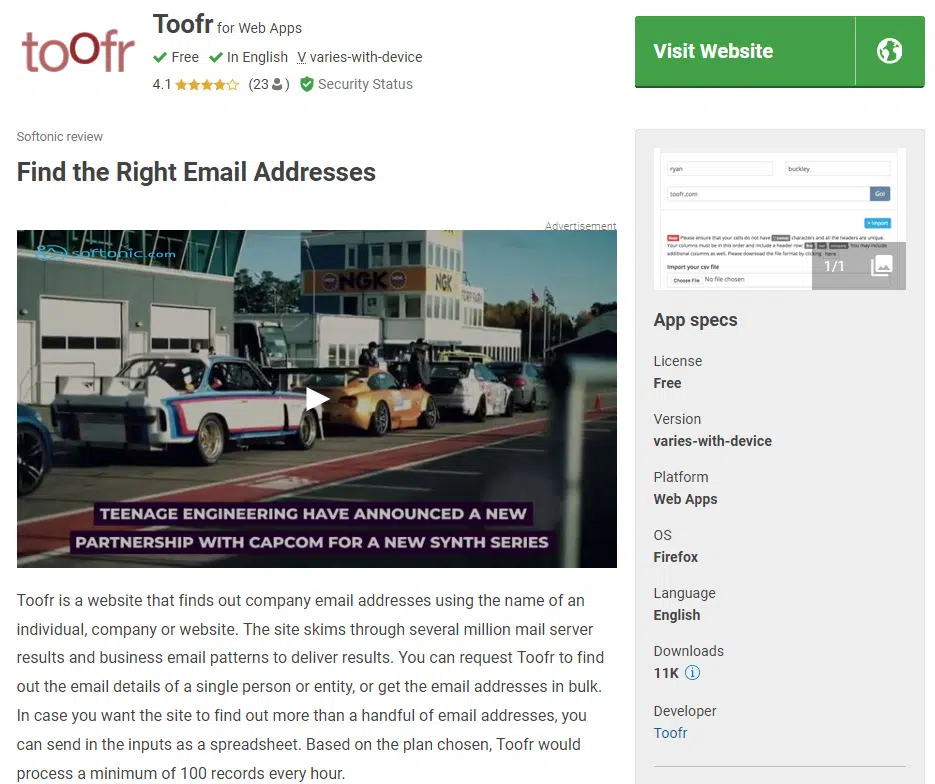 toofr
Toofr for Web Apps
Free In English V varies-with-device
4.1 (23 ) Security Status
Visit Website
Softonic review
Find the Right Email Addresses
Advertisement
softonic.com
NGK
TEENAGE ENGINEERING HAVE ANNOUNCED A NEW
PARTNERSHIP WITH CAPCOM FOR A NEW SYNTH SERIES
Toofr is a website that finds out company email addresses using the name of an
individual, company or website. The site skims through several million mail server
results and business email patterns to deliver results. You can request Toofr to find
out the email details of a single person or entity, or get the email addresses in bulk.
In case you want the site to find out more than a handful of email addresses, you
can send in the inputs as a spreadsheet. Based on the plan chosen, Toofr would
process a minimum of 100 records every hour.
ryan buckley
toofr.com Go!
+ Import
Please ensure that your cells do not have characters and all the headers are unique.
Your columns must be in this order and include a header row: You may include
additional columns as well. Please download the file format by clicking here
Import your csv file
Choose File No file chosen
1/1
App specs
License
Free
Version
varies-with-device
Platform
Web Apps
OS
Firefox
Language
English
Downloads
11K
Developer
Toofr